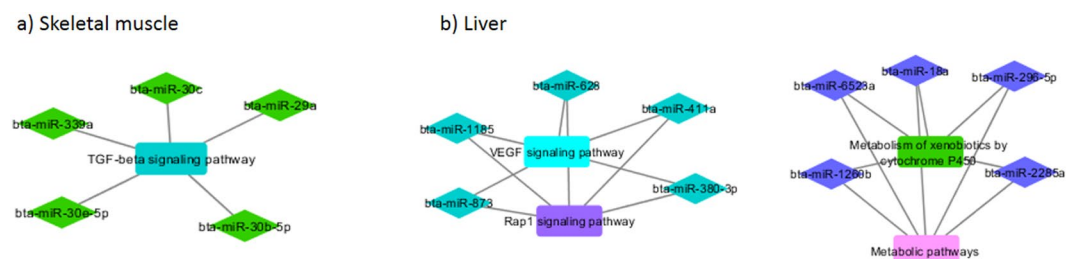 a) Skeletal muscle
bta-miR-30c
bta-miR-29a
bta-miR-339a
TGF-beta signaling pathway
bta-miR-30e-5p
bta-miR-30b-5p
b) Liver
bta-miR-628
bta-miR-411a
bta-miR-1185
VEGF signaling pathway
bta-miR-380-3p
bta-miR-873
Rap1 signaling pathway
bta-miR-18a
bta-miR-296-5p
bta-miR-6523a
Metabolism of xenobiotics by
cytochrome P450
bta-miR-1260b
bta-miR-2285a
Metabolic pathways